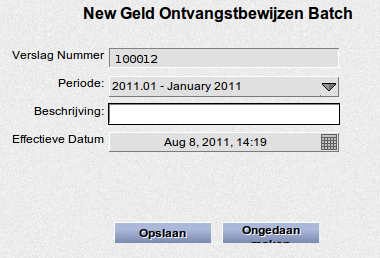 New Geld Ontvangstbewijzen Batch
Verslag Nummer 100012
Periode: 2011.01 - January 2011
Beschrijving:
Effectieve Datum Aug 8, 2011, 14:19
Opslaan Ongedaan
maken